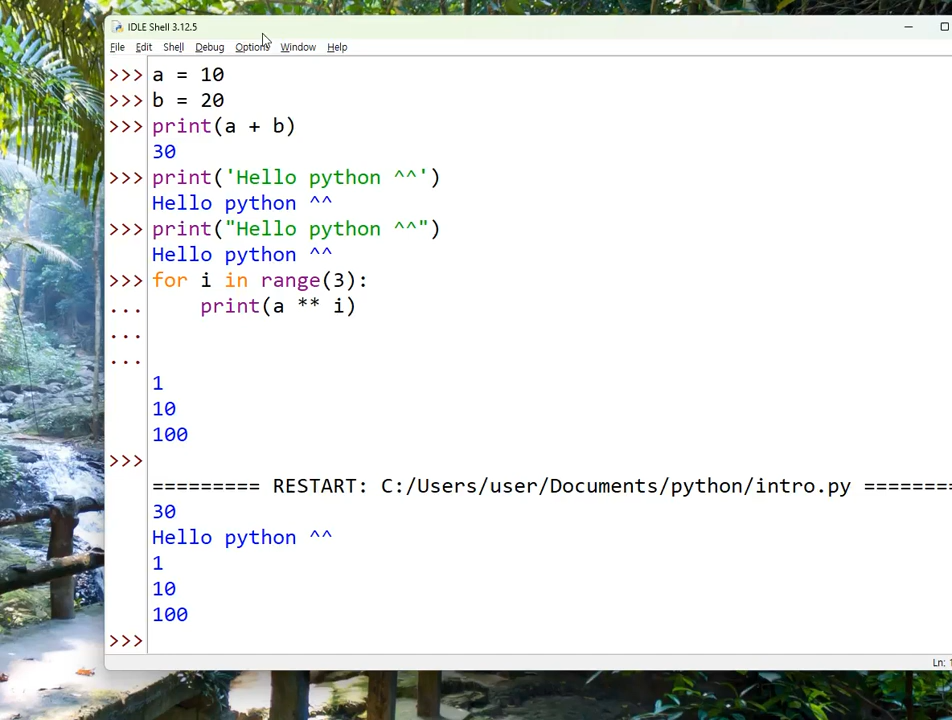 IDLE Shell 3.12.5
File Edit Shell Debug Options Window Help
>>> a = 10
>>> b = 20
>>> print(a + b)
30
>>> print('Hello python ^^')
Hello python ^^
>>> print("Hello python ^^")
Hello python ^^
>>> for i in range(3):
...     print(a ** i)
...
...
1
10
100
>>>
========= RESTART: C:/Users/user/Documents/python/intro.py ========
30
Hello python ^^
1
10
100
>>>
Ln: